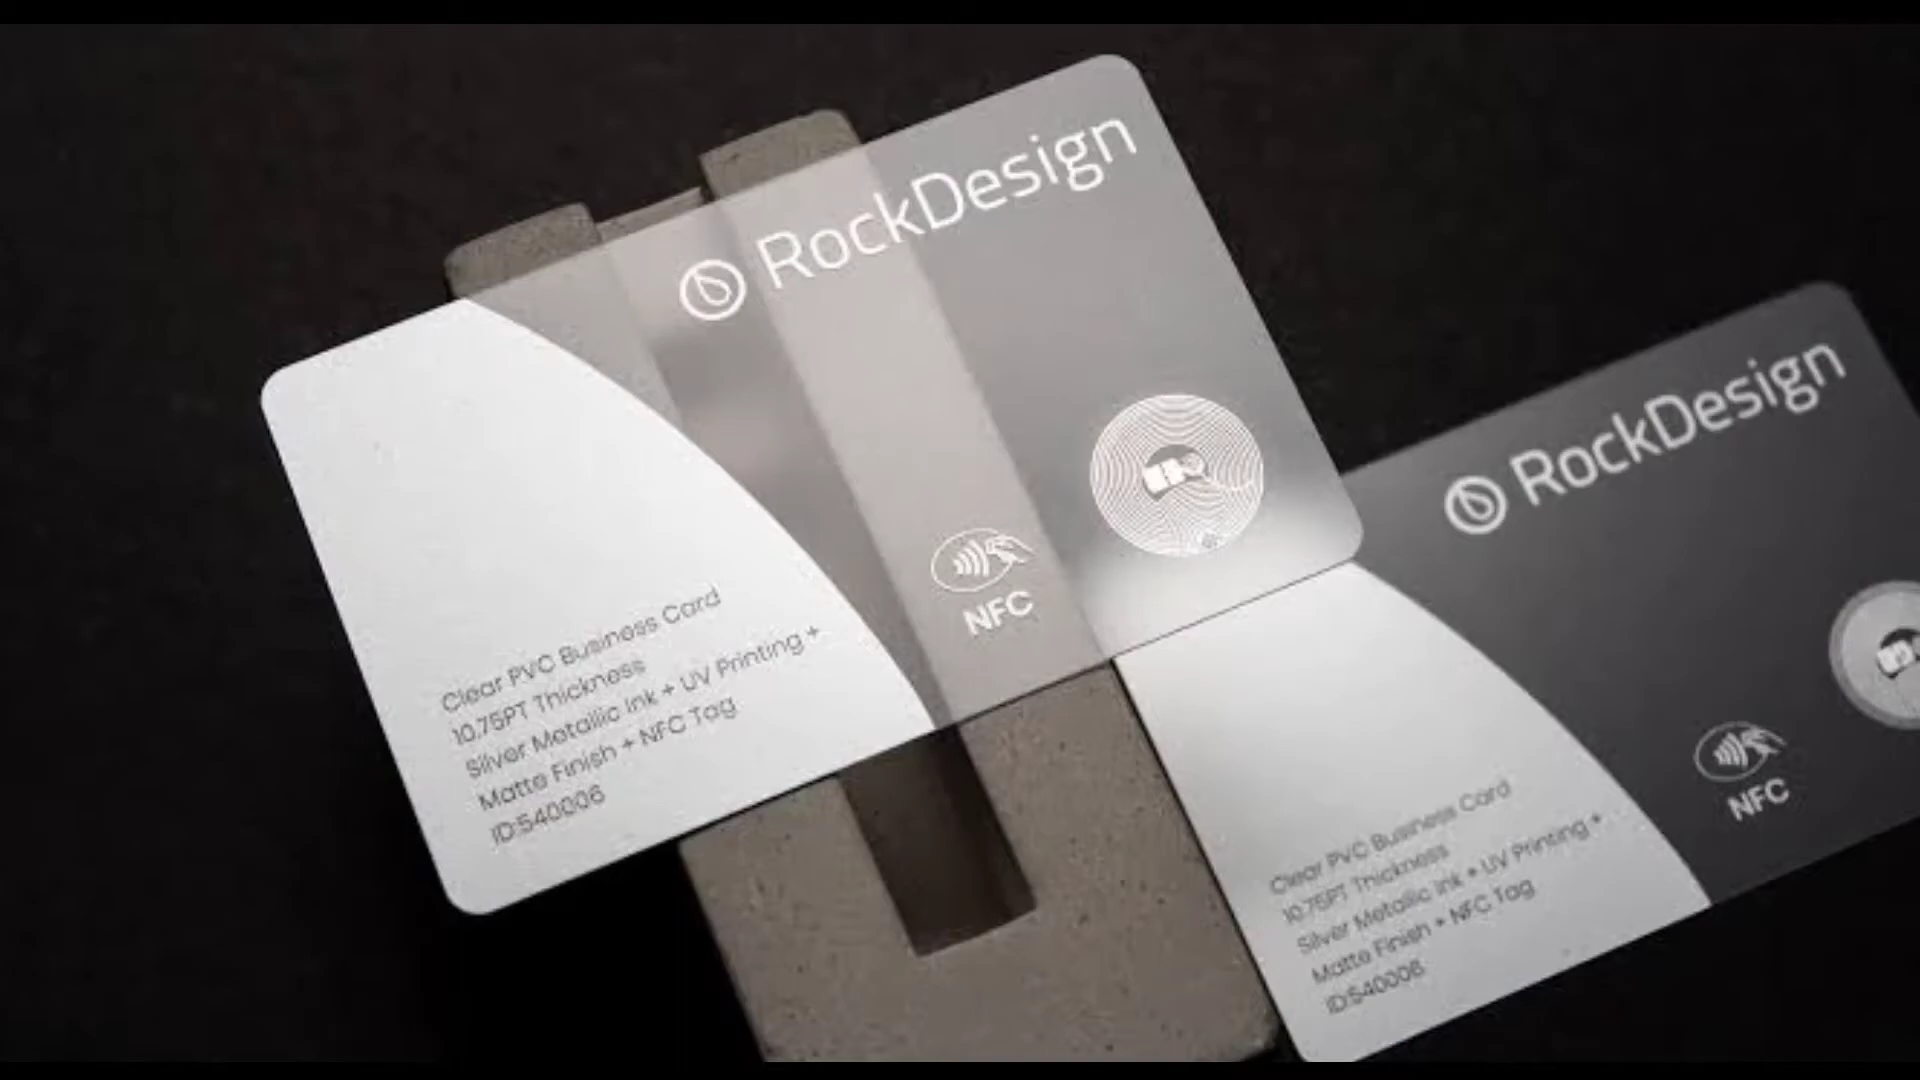 RockDesign
NFC
Clear PVC Business Card
10.75PT Thickness
Silver Metallic Ink + UV Printing +
Matte Finish + NFC Tag
ID:540006
RockDesign
NFC
Clear PVC Business Card
10.75PT Thickness
Silver Metallic Ink + UV Printing +
Matte Finish + NFC Tag
ID:540006